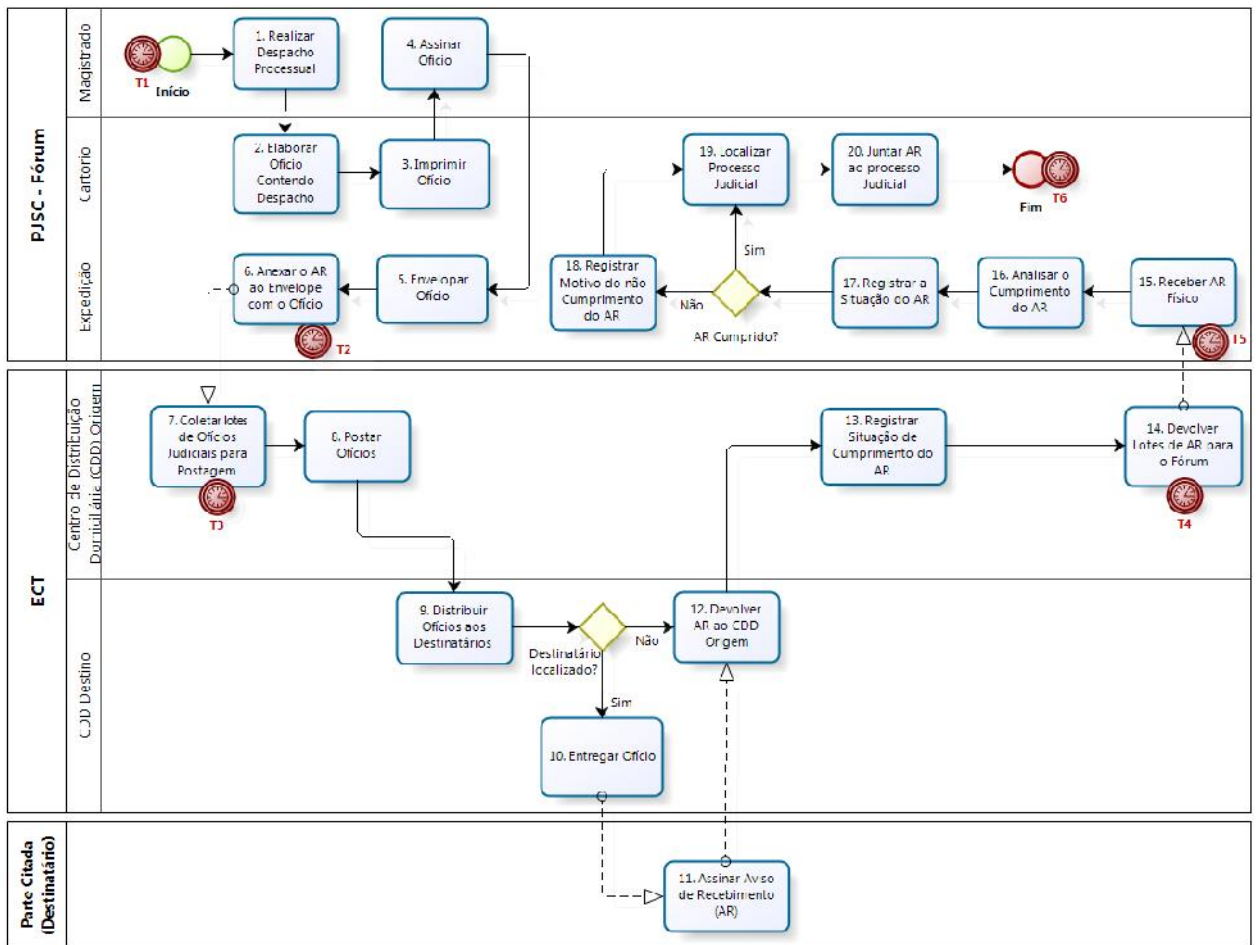 PJSC - Fórum
Magistrado
T1
Início
1. Realizar
Despacho
Processual
4. Assinar
Ofício
Cartório
2. Elaborar
Ofício
Contendo
Despacho
3. Imprimir
Ofício
19. Localizar
Processo
Judicial
20. Juntar AR
ao processo
Judicial
T6
Fim
Expedição
6. Anexar o AR
ao Envelope
com o Ofício
T2
5. Envelopar
Ofício
18. Registrar
Motivo do não
Cumprimento
do AR
Não
Sim
AR Cumprido?
17. Registrar a
Situação do AR
16. Analisar o
Cumprimento
do AR
15. Receber AR
Físico
T5
ECT
Centro de Distribuição
Domiciliária (CDD) Origem
7. Coletar lotes
de Ofícios
Judiciais para
Postagem
T3
8. Postar
Ofícios
13. Registrar
Situação de
Cumprimento do
AR
14. Devolver
Lotes de AR para
o Fórum
T4
CDD Destino
9. Distribuir
Ofícios aos
Destinatários
Destinatário
localizado?
Não
Sim
12. Devolver
AR ao CDD
Origem
10. Entregar Ofício
Parte Citada
(Destinatário)
11. Assinar Aviso
de Recebimento
(AR)